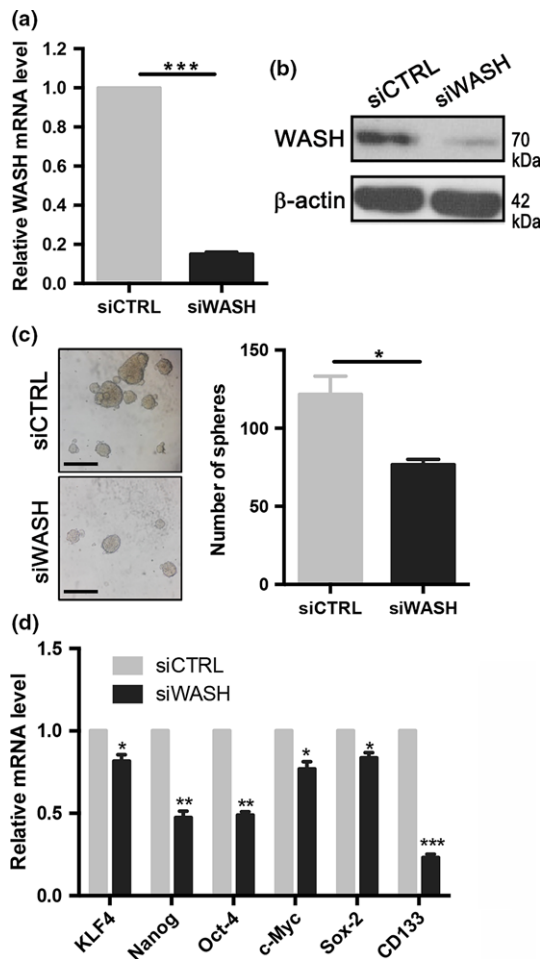 (a)
Relative WASH mRNA level
1.2
1.0
0.8
0.6
0.4
0.2
0.0
***
siCTRL
siWASH
(b)
siCTRL
siWASH
WASH
70
kDa
β-actin
42
kDa
(c)
siCTRL
siWASH
Number of spheres
150
100
50
0
*
siCTRL
siWASH
(d)
Relative mRNA level
1.5
1.0
0.5
0.0
siCTRL
siWASH
*
**
**
*
*
***
KLF4
Nanog
Oct-4
c-Myc
Sox-2
CD133